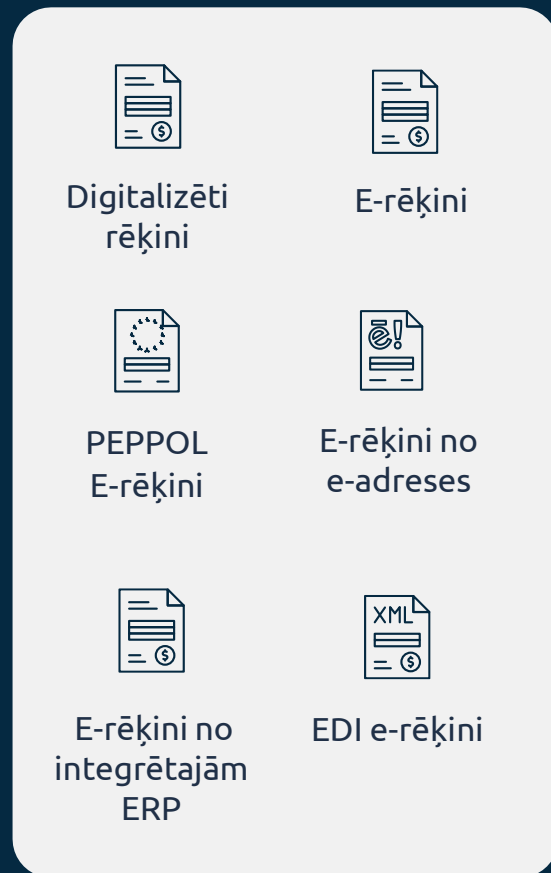 Digitalizēti
rēķini
E-rēķini
PEPPOL
E-rēķini
ē!
E-rēķini no
e-adreses
E-rēķini no
integrētajām
ERP
XML
EDI e-rēķini